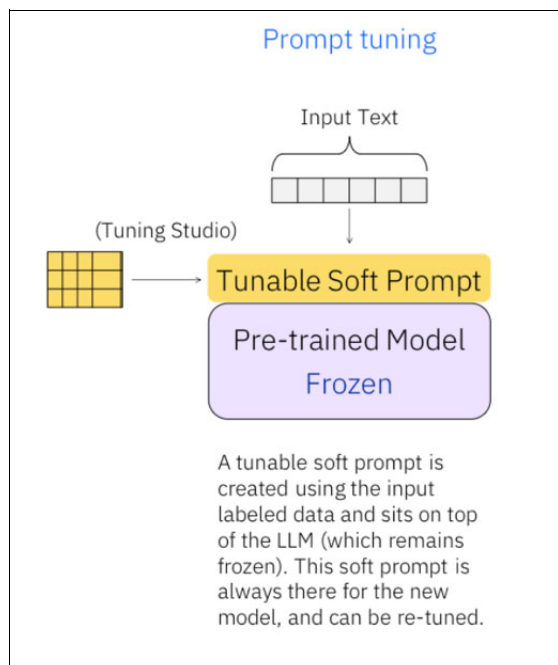 Prompt tuning
Input Text
(Tuning Studio)
Tunable Soft Prompt
Pre-trained Model
Frozen
A tunable soft prompt is
created using the input
labeled data and sits on top
of the LLM (which remains
frozen). This soft prompt is
always there for the new
model, and can be re-tuned.